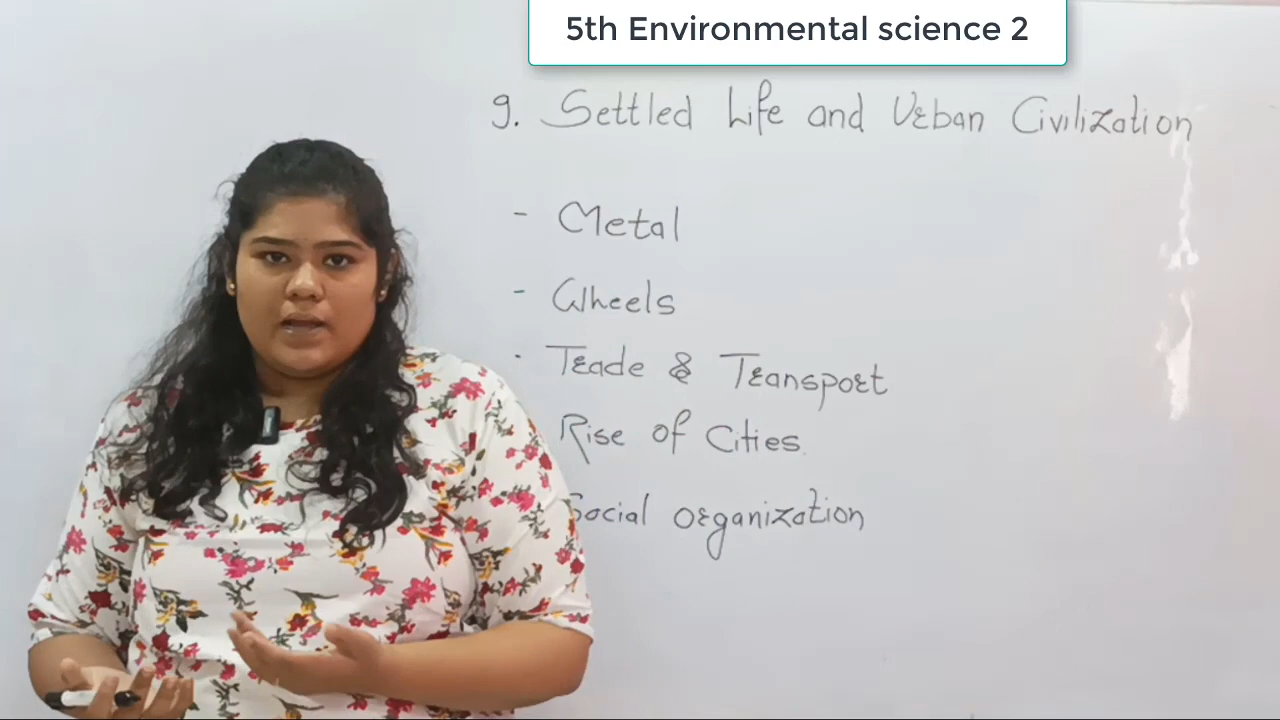 5th Environmental science 2
9. Settled Life and Urban Civilization
- Metal
- Wheels
- Trade & Transport
Rise of Cities
Social organization